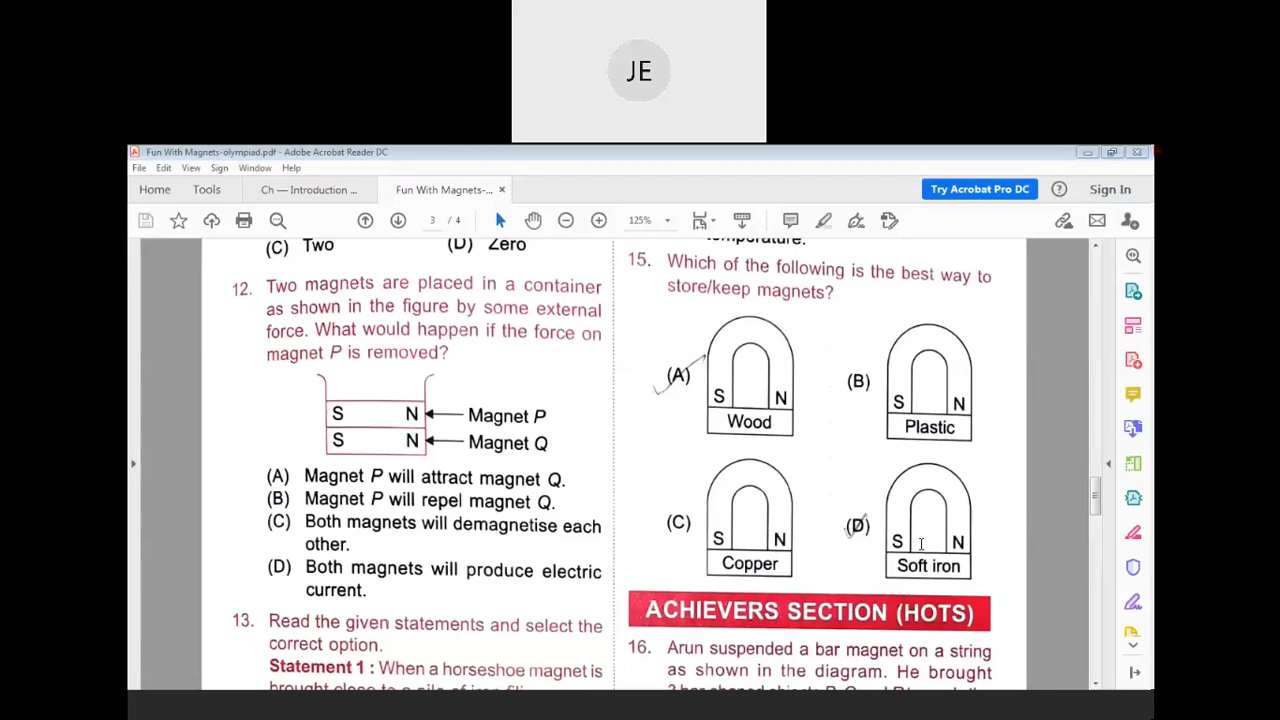 JE
Fun With Magnets-olympiad.pdf - Adobe Acrobat Reader DC
File Edit View Sign Window Help
Home Tools Ch — Introduction ... Fun With Magnets-... Try Acrobat Pro DC Sign In
3 / 4 125%
(C) Two (D) Zero
12. Two magnets are placed in a container
as shown in the figure by some external
force. What would happen if the force on
magnet P is removed?
S N Magnet P
S N Magnet Q
(A) Magnet P will attract magnet Q.
(B) Magnet P will repel magnet Q.
(C) Both magnets will demagnetise each
other.
(D) Both magnets will produce electric
current.
13. Read the given statements and select the
correct option.
Statement 1 : When a horseshoe magnet is
brought close to a pile of iron
temperature.
15. Which of the following is the best way to
store/keep magnets?
(A) S N Wood
(B) S N Plastic
(C) S N Copper
(D) S N Soft iron
ACHIEVERS SECTION (HOTS)
16. Arun suspended a bar magnet on a string
as shown in the diagram. He brought